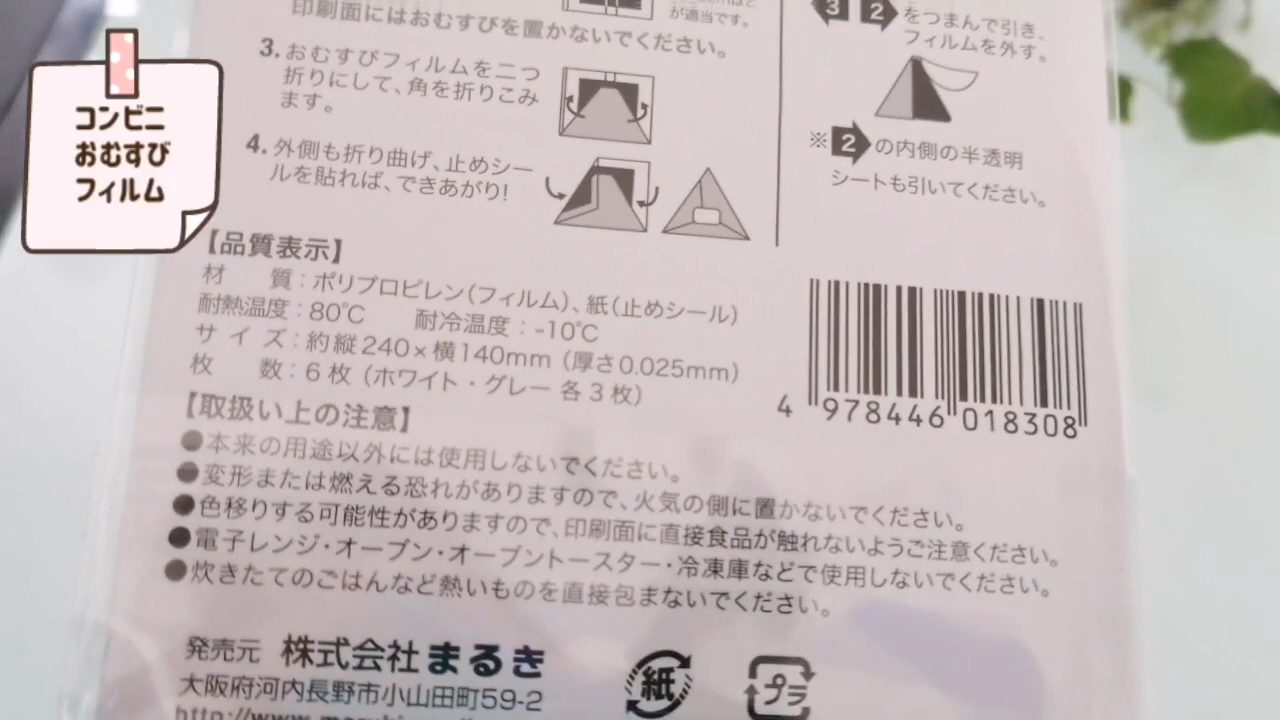 コンビニ
おむすび
フィルム
が適当です。
印刷面にはおむすびを置かないでください。
3. おむすびフィルムを二つ
折りにして、角を折りこみ
ます。
4. 外側も折り曲げ、止めシー
ルを貼れば、できあがり!
3 2 をつまんで引き、
フィルムを外す。
※2の内側の半透明
シートも引いてください。
【品質表示】
材 質：ポリプロピレン(フィルム)、紙(止めシール)
耐熱温度：80℃ 耐冷温度：-10℃
サイズ：約縦240×横140mm(厚さ0.025mm)
枚 数：6枚(ホワイト・グレー 各3枚)
4 978446 018308
【取扱い上の注意】
●本来の用途以外には使用しないでください。
●変形または燃える恐れがありますので、火気の側に置かないでください。
●色移りする可能性がありますので、印刷面に直接食品が触れないようご注意ください。
●電子レンジ・オーブン・オーブントースター・冷凍庫などで使用しないでください。
●炊きたてのごはんなど熱いものを直接包まないでください。
発売元 株式会社まるき
大阪府河内長野市小山田町59-2
紙
プラ